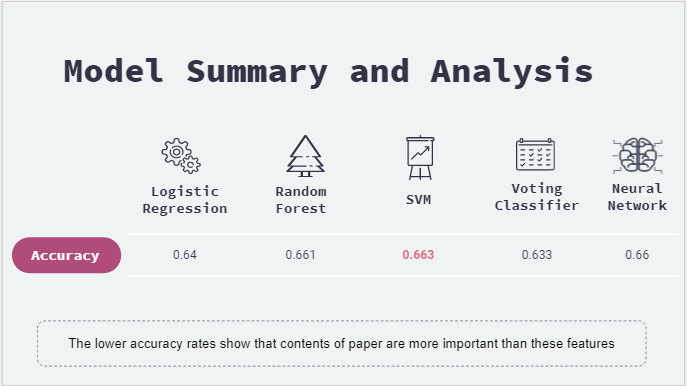 Model Summary and Analysis
Logistic
Regression
Random
Forest
SVM
Voting
Classifier
Neural
Network
Accuracy 0.64 0.661 0.663 0.633 0.66
The lower accuracy rates show that contents of paper are more important than these features